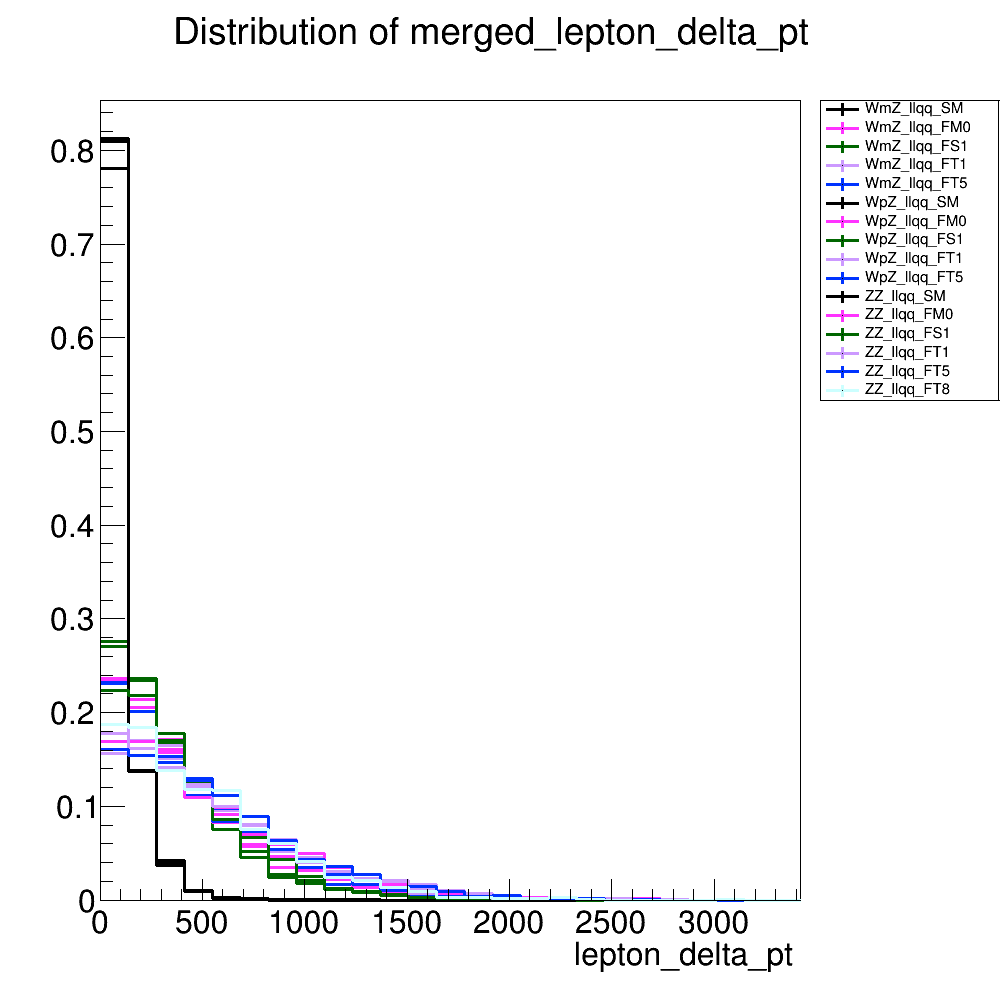 Distribution of merged_lepton_delta_pt
WmZ_llqq_SM
WmZ_llqq_FM0
WmZ_llqq_FS1
WmZ_llqq_FT1
WmZ_llqq_FT5
WpZ_llqq_SM
WpZ_llqq_FM0
WpZ_llqq_FS1
WpZ_llqq_FT1
WpZ_llqq_FT5
ZZ_llqq_SM
ZZ_llqq_FM0
ZZ_llqq_FS1
ZZ_llqq_FT1
ZZ_llqq_FT5
ZZ_llqq_FT8
0.8
0.7
0.6
0.5
0.4
0.3
0.2
0.1
0
0 500 1000 1500 2000 2500 3000
lepton_delta_pt